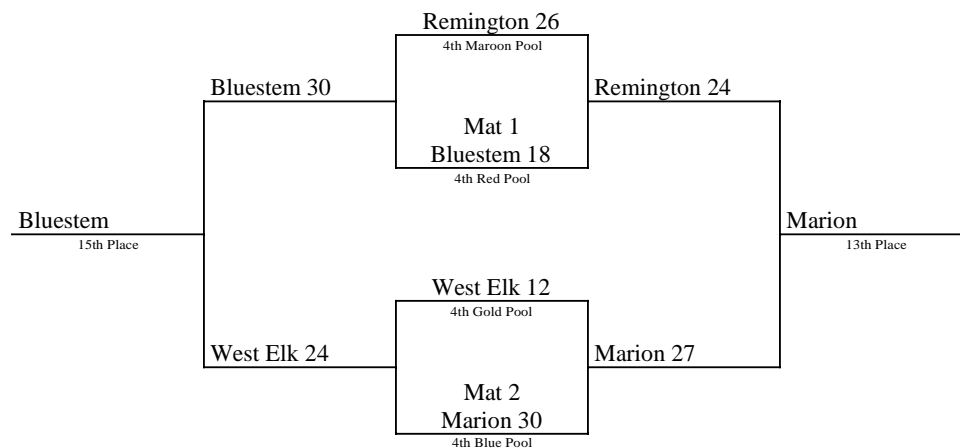 Remington 26
4th Maroon Pool
Bluestem 30
Remington 24
Mat 1
Bluestem 18
4th Red Pool
Bluestem
15th Place
Marion
13th Place
West Elk 12
4th Gold Pool
West Elk 24
Marion 27
Mat 2
Marion 30
4th Blue Pool